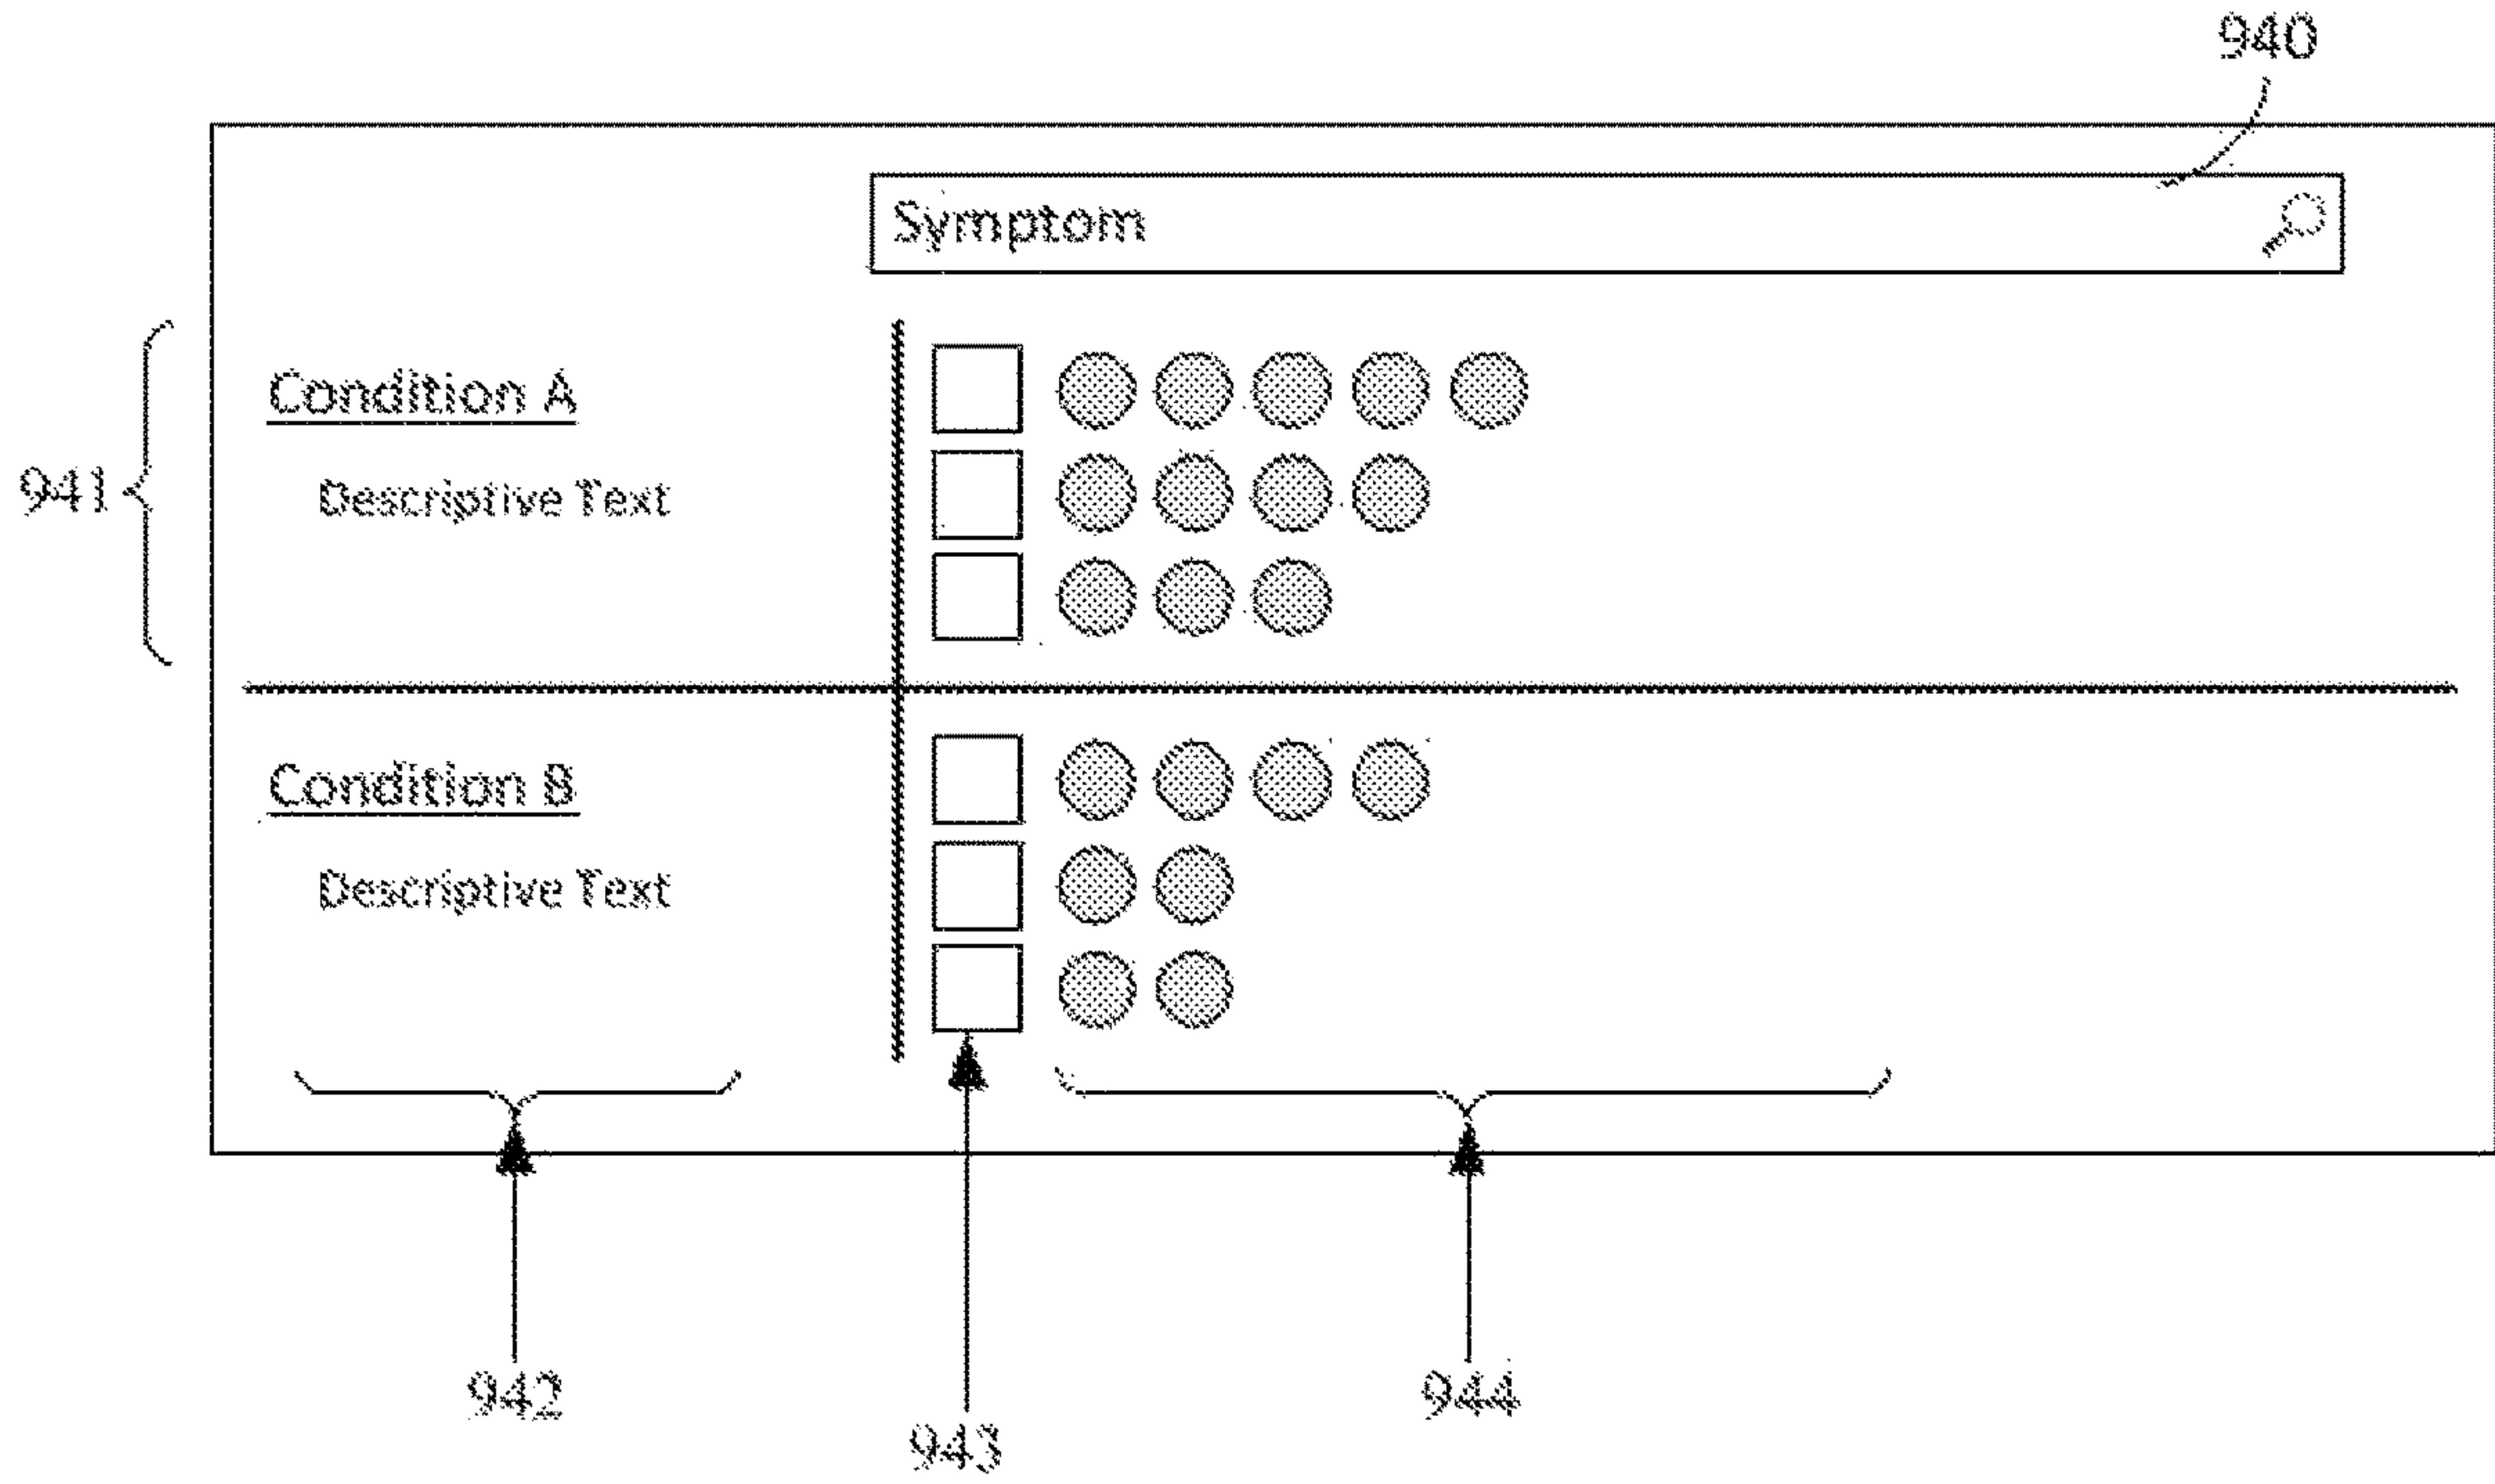 940
Symptom
Condition A
941
Descriptive Text
Condition B
Descriptive Text
942
944
943